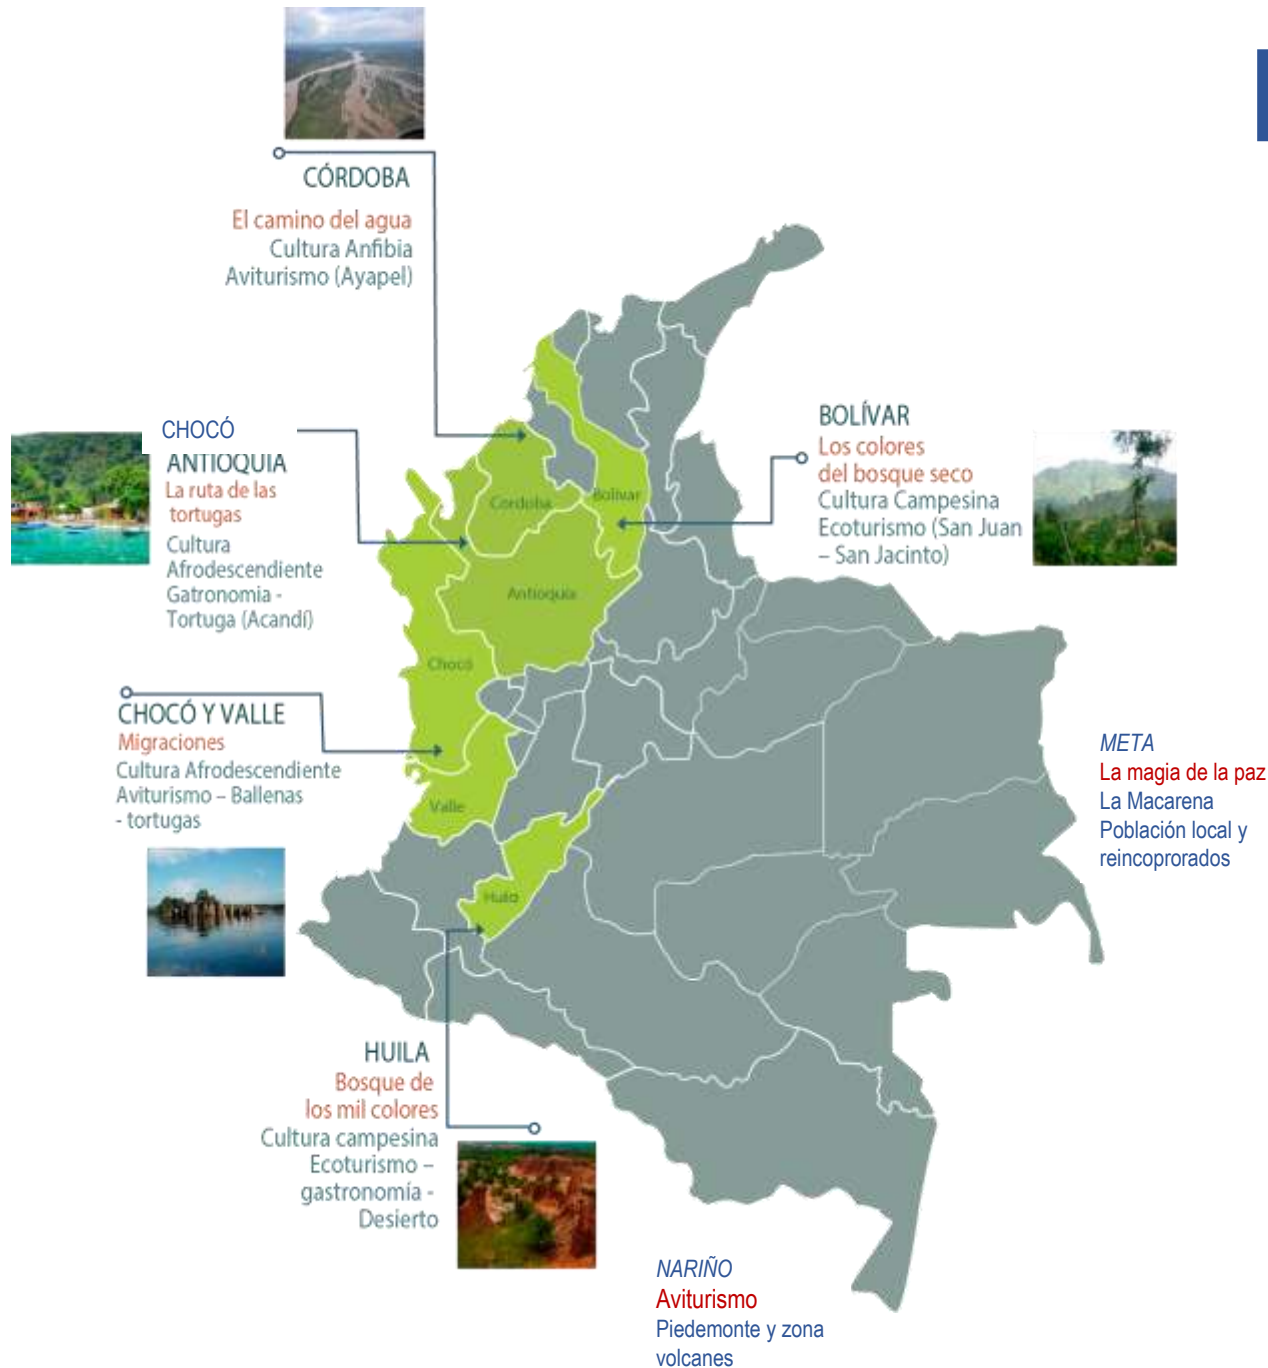 CÓRDOBA
El camino del agua
Cultura Anfibia
Aviturismo (Ayapel)
CHOCÓ
ANTIOQUIA
La ruta de las
tortugas
Cultura
Afrodescendiente
Gatronomia -
Tortuga (Acandí)
BOLÍVAR
Los colores
del bosque seco
Cultura Campesina
Ecoturismo (San Juan
– San Jacinto)
Cordoba
Bolívar
Antioquia
Chocó
Valle
Huila
CHOCÓ Y VALLE
Migraciones
Cultura Afrodescendiente
Aviturismo – Ballenas
- tortugas
META
La magia de la paz
La Macarena
Población local y
reincoprorados
HUILA
Bosque de
los mil colores
Cultura campesina
Ecoturismo –
gastronomía -
Desierto
NARIÑO
Aviturismo
Piedemonte y zona
volcanes